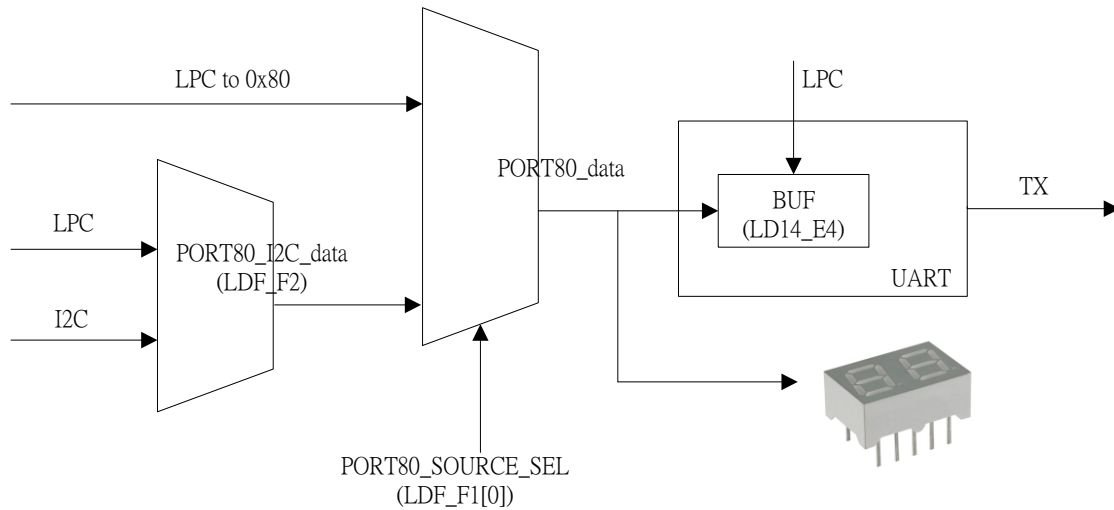 LPC to 0x80
LPC
PORT80_data
BUF
(LD14_E4)
TX
LPC
PORT80_I2C_data
(LDF_F2)
UART
I2C
PORT80_SOURCE_SEL
(LDF_F1[0])